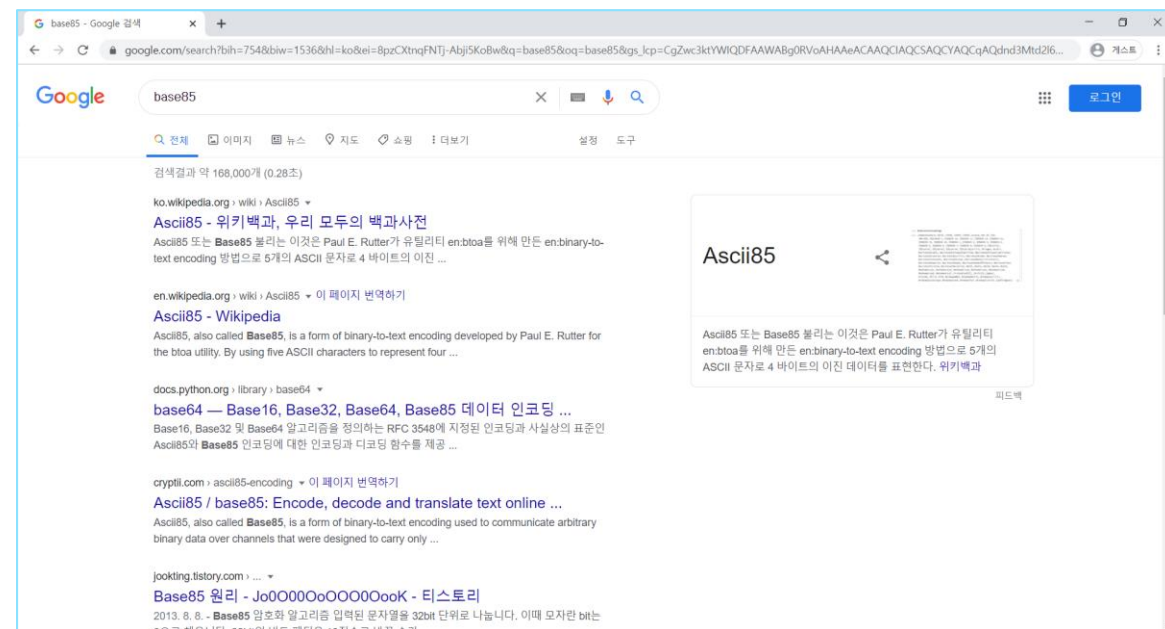 base85 - Google 검색
google.com/search?bih=754&biw=1536&hl=ko&ei=8pzCXtnqFNTj-Abji5KoBw&q=base85&oq=base85&gs_lcp=CgZwc3ktYWIQDFAAWABg0RVoAHAAeACAAQCIAQCSAQCYAQCqAQdnd3Mtd2l6...
게스트
Google
base85
로그인
전체 이미지 뉴스 지도 쇼핑 더보기 설정 도구
검색결과 약 168,000개 (0.28초)
ko.wikipedia.org › wiki › Ascii85
Ascii85 - 위키백과, 우리 모두의 백과사전
Ascii85 또는 Base85 불리는 이것은 Paul E. Rutter가 유틸리티 en:btoa를 위해 만든 en:binary-to-
text encoding 방법으로 5개의 ASCII 문자로 4 바이트의 이진 ...
en.wikipedia.org › wiki › Ascii85 이 페이지 번역하기
Ascii85 - Wikipedia
Ascii85, also called Base85, is a form of binary-to-text encoding developed by Paul E. Rutter for
the btoa utility. By using five ASCII characters to represent four ...
docs.python.org › library › base64
base64 — Base16, Base32, Base64, Base85 데이터 인코딩 ...
Base16, Base32 및 Base64 알고리즘을 정의하는 RFC 3548에 지정된 인코딩과 사실상의 표준인
Ascii85와 Base85 인코딩에 대한 인코딩과 디코딩 함수를 제공 ...
cryptii.com › ascii85-encoding 이 페이지 번역하기
Ascii85 / base85: Encode, decode and translate text online ...
Ascii85, also called Base85, is a form of binary-to-text encoding used to communicate arbitrary
binary data over channels that were designed to carry only ...
jookting.tistory.com › ...
Base85 원리 - Jo0O00OoOOO0OooK - 티스토리
2013. 8. 8. - Base85 암호화 알고리즘 입력된 문자열을 32bit 단위로 나눕니다. 이때 모자란 bit는
Ascii85
Ascii85 또는 Base85 불리는 이것은 Paul E. Rutter가 유틸리티
en:btoa를 위해 만든 en:binary-to-text encoding 방법으로 5개의
ASCII 문자로 4 바이트의 이진 데이터를 표현한다. 위키백과
피드백